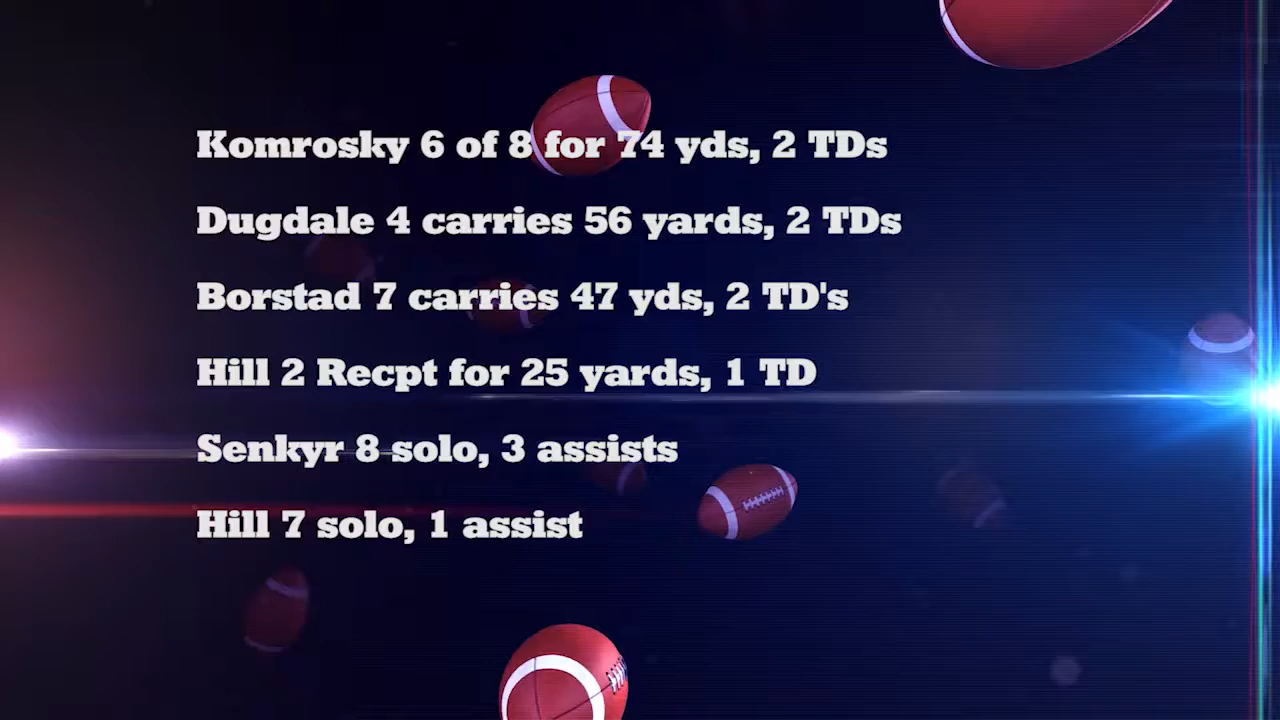 Komrosky 6 of 8 for 74 yds, 2 TDs
Dugdale 4 carries 56 yards, 2 TDs
Borstad 7 carries 47 yds, 2 TD's
Hill 2 Recpt for 25 yards, 1 TD
Senkyr 8 solo, 3 assists
Hill 7 solo, 1 assist